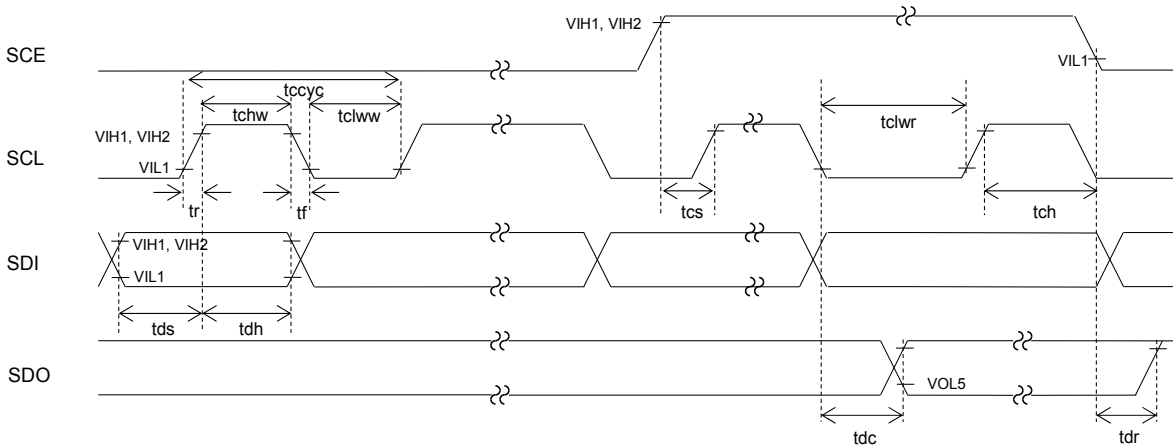 VIH1, VIH2
SCE
VIL1
tccyc
tchw
tclww
tclwr
VIH1, VIH2
SCL
VIL1
tr
tf
tcs
tch
VIH1, VIH2
SDI
VIL1
tds
tdh
SDO
VOL5
tdc
tdr